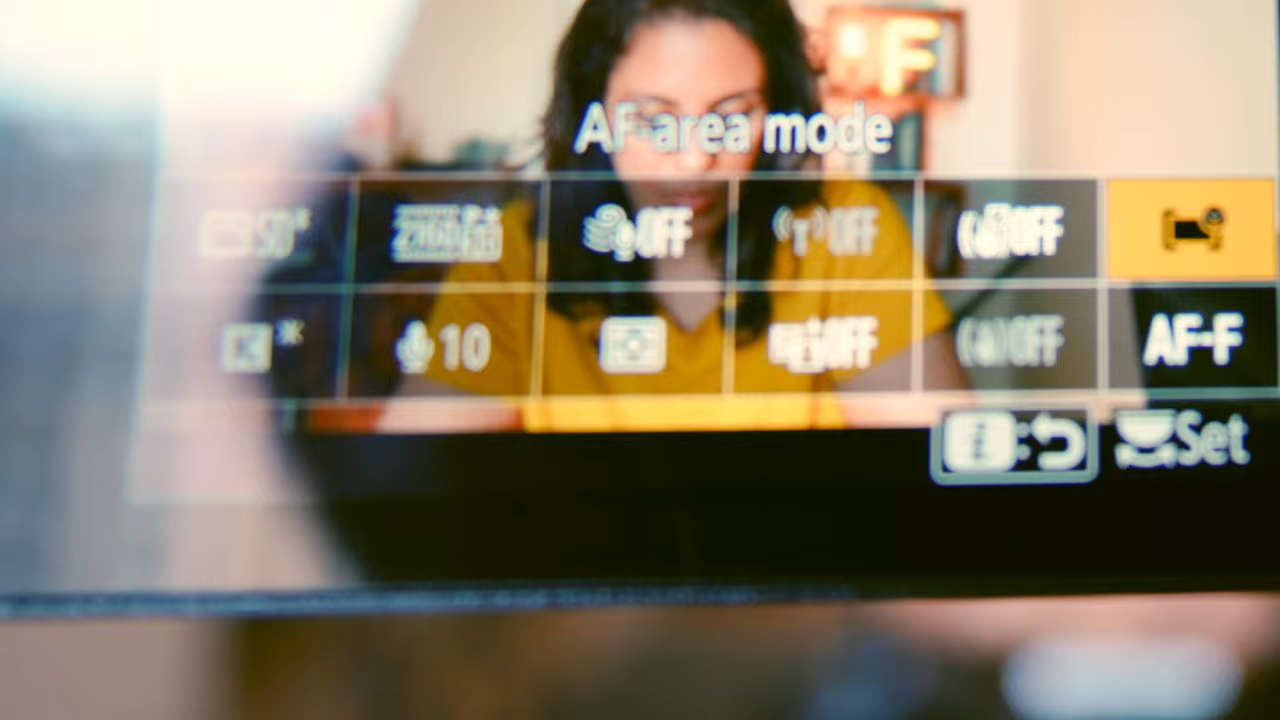 F
AF-area mode
OFF OFF OFF
10 OFF OFF AF-F
i : Set